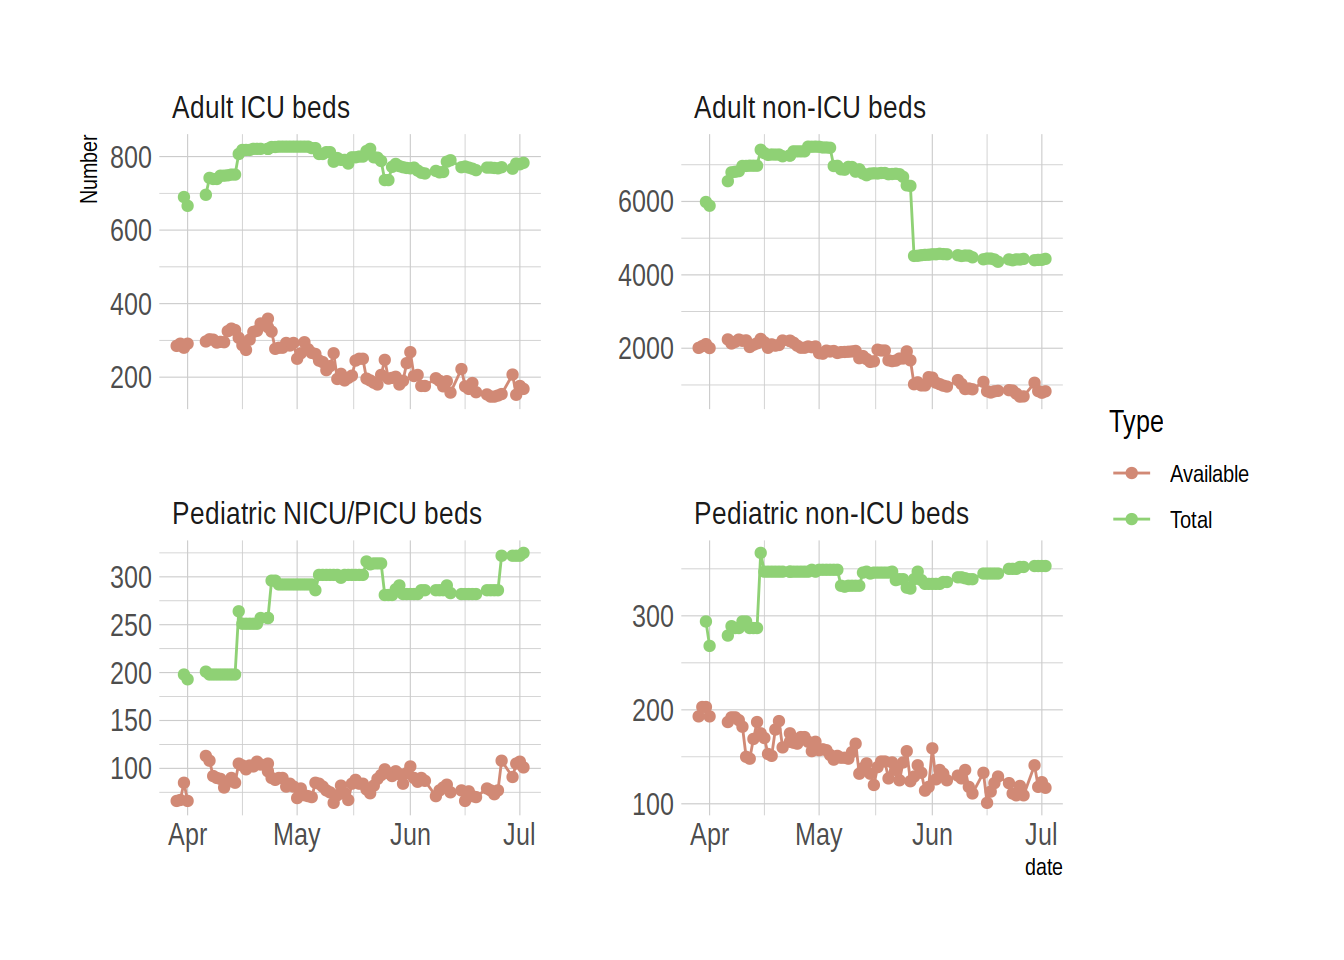 Adult ICU beds
Adult non-ICU beds
Number
800
600
400
200
6000
4000
2000
Type
Available
Total
Pediatric NICU/PICU beds
Pediatric non-ICU beds
300
250
200
150
100
300
200
100
Apr May Jun Jul
Apr May Jun Jul
date